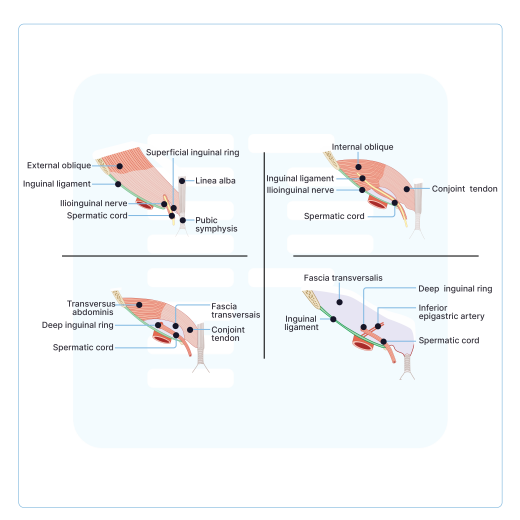 Superficial inguinal ring
External oblique
Inguinal ligament
Linea alba
Ilioinguinal nerve
Spermatic cord
Pubic
symphysis
Internal oblique
Inguinal ligament
Ilioinguinal nerve
Conjoint tendon
Spermatic cord
Transversus
abdominis
Fascia
transversais
Deep inguinal ring
Conjoint
tendon
Spermatic cord
Fascia transversalis
Deep inguinal ring
Inferior
epigastric artery
Inguinal
ligament
Spermatic cord